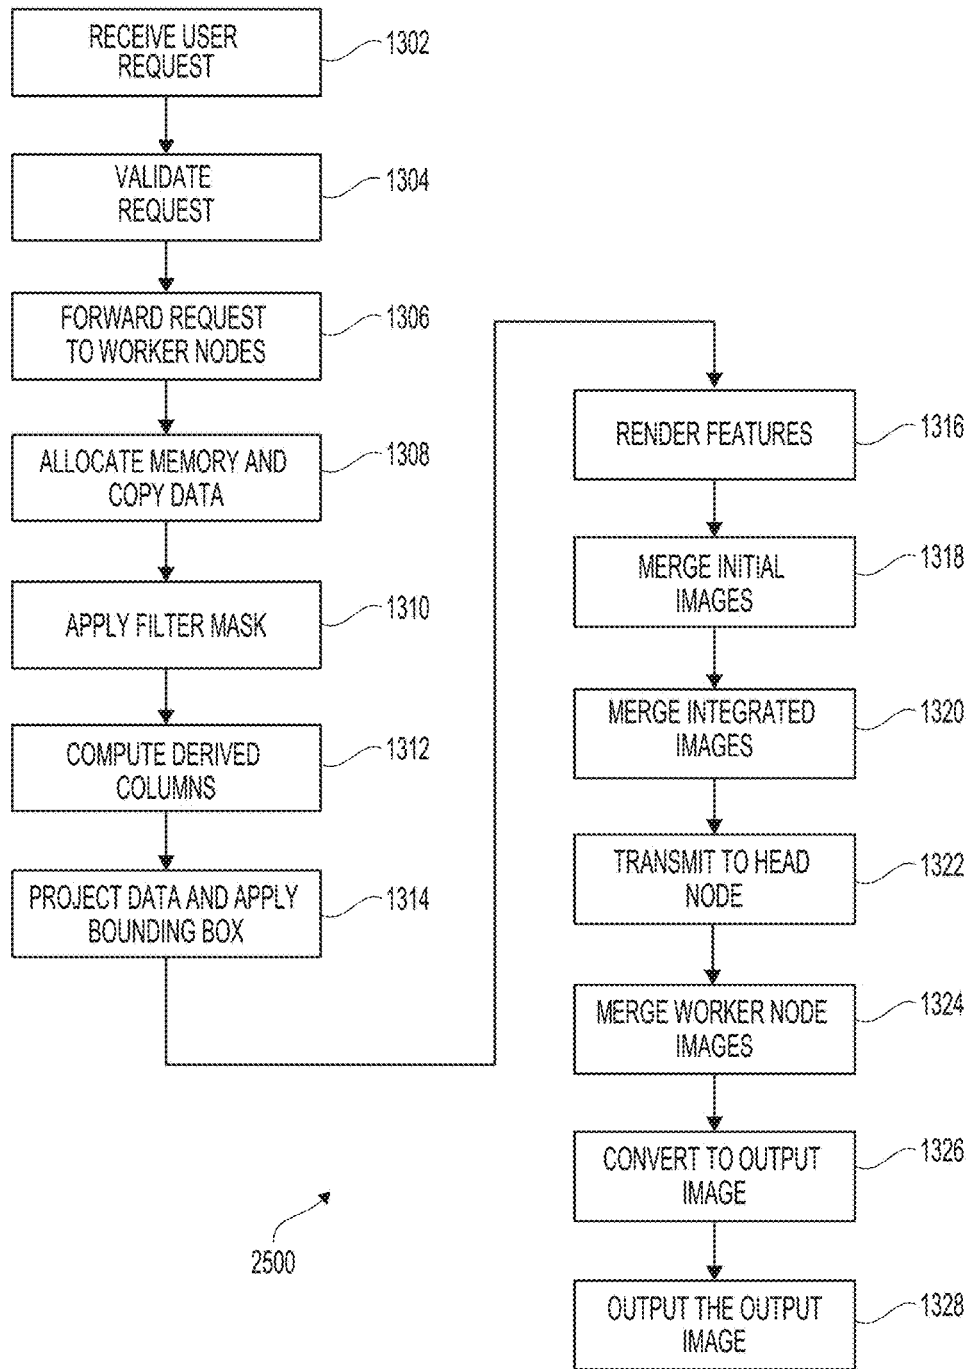 RECEIVE USER
REQUEST
1302
VALIDATE
REQUEST
1304
FORWARD REQUEST
TO WORKER NODES
1306
ALLOCATE MEMORY AND
COPY DATA
1308
APPLY FILTER MASK
1310
COMPUTE DERIVED
COLUMNS
1312
PROJECT DATA AND APPLY
BOUNDING BOX
1314
RENDER FEATURES
1316
MERGE INITIAL
IMAGES
1318
MERGE INTEGRATED
IMAGES
1320
TRANSMIT TO HEAD
NODE
1322
MERGE WORKER NODE
IMAGES
1324
CONVERT TO OUTPUT
IMAGE
1326
OUTPUT THE OUTPUT
IMAGE
1328
2500